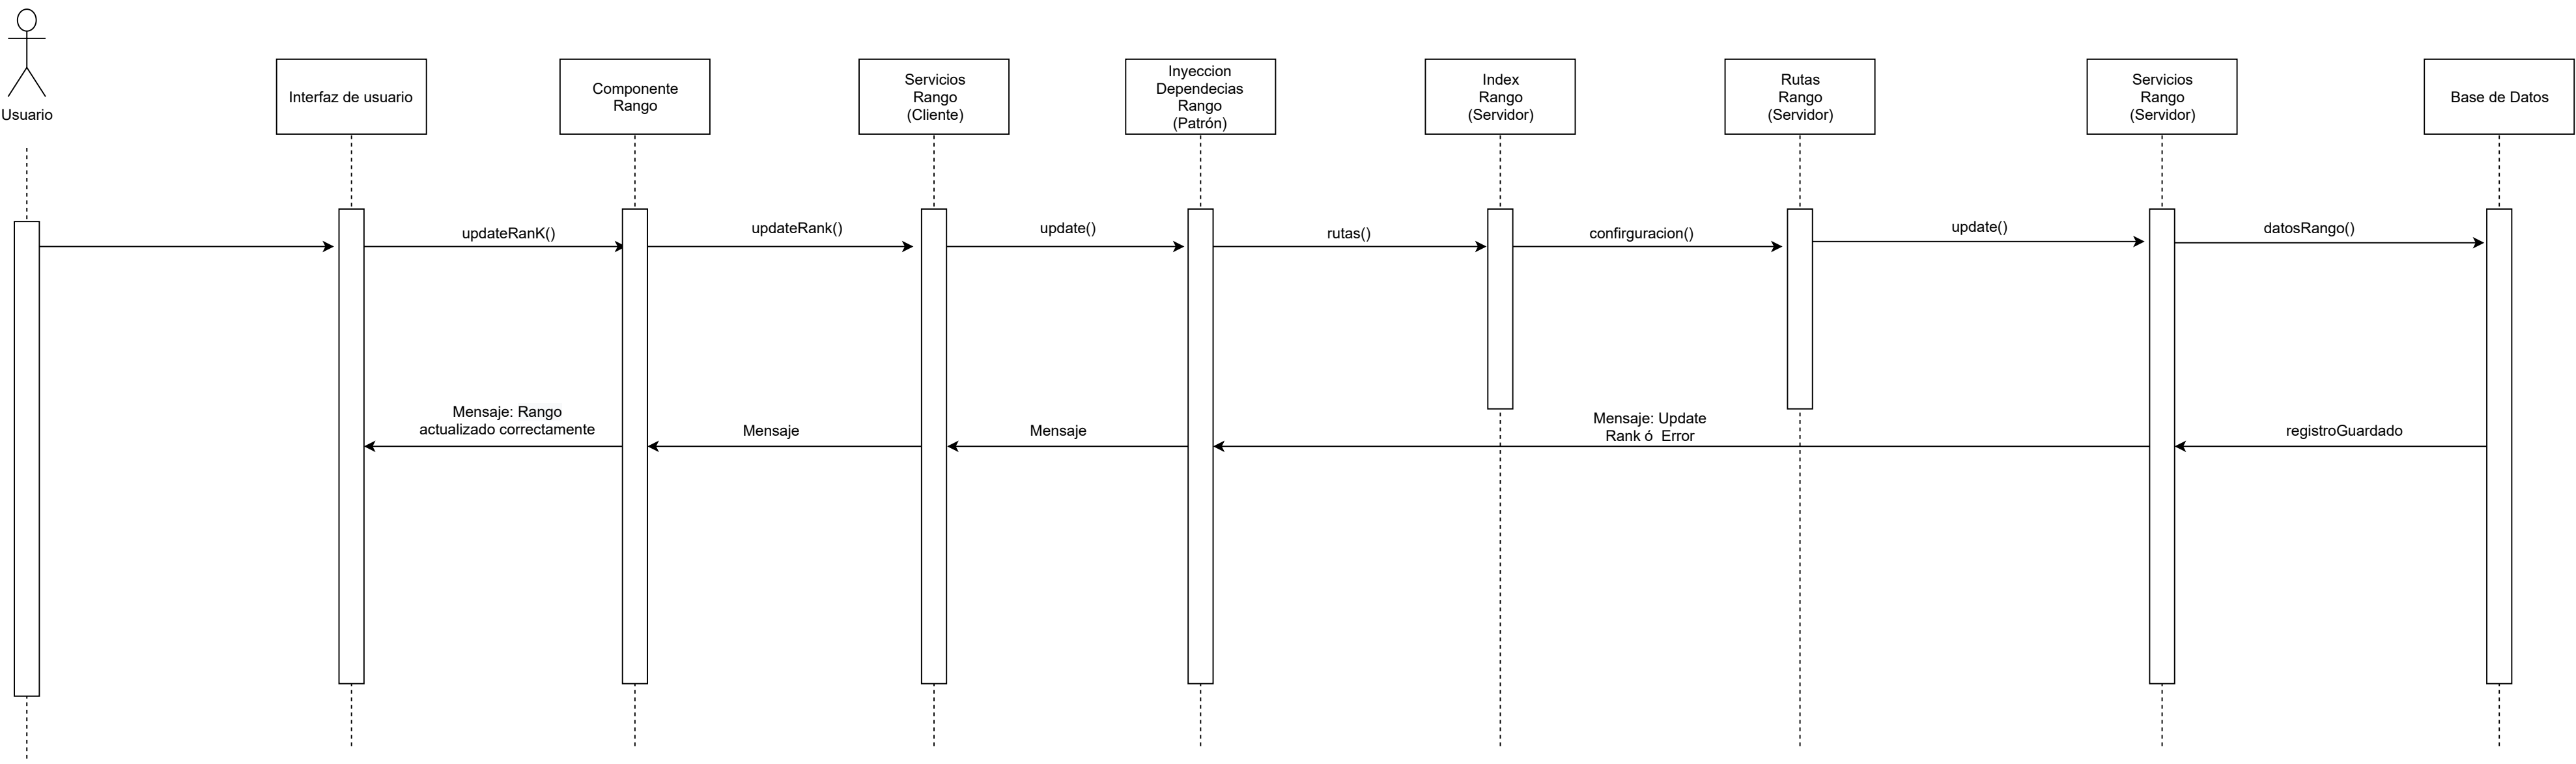 Usuario
Interfaz de usuario
Componente
Rango
Servicios
Rango
(Cliente)
Inyeccion
Dependecias
Rango
(Patrón)
Index
Rango
(Servidor)
Rutas
Rango
(Servidor)
Servicios
Rango
(Servidor)
Base de Datos
updateRanK()
updateRank()
update()
rutas()
confirguracion()
update()
datosRango()
Mensaje: Rango
actualizado correctamente
Mensaje
Mensaje
Mensaje: Update
Rank ó Error
registroGuardado